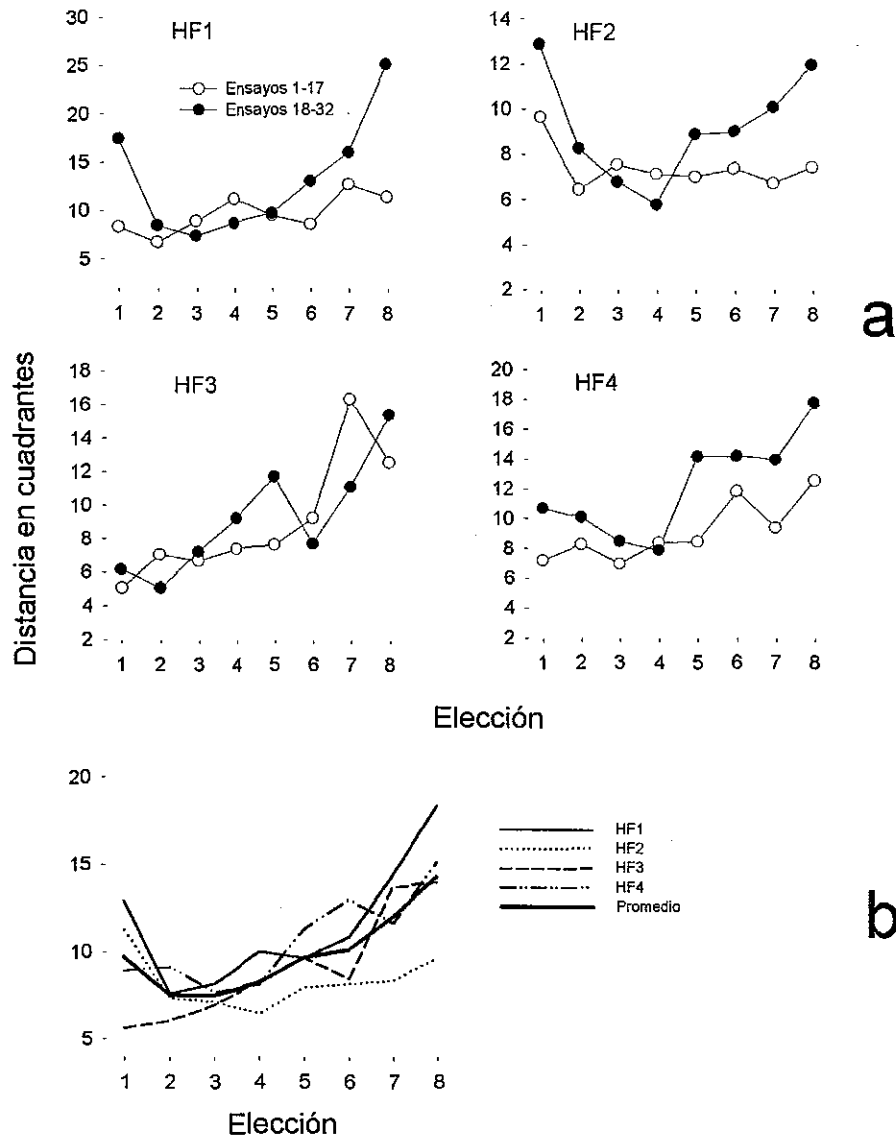 HF1
30
25
20
15
10
5
Ensayos 1-17
Ensayos 18-32
1 2 3 4 5 6 7 8
HF2
14
12
10
8
6
4
2
1 2 3 4 5 6 7 8
a
HF3
18
16
14
12
10
8
6
4
2
1 2 3 4 5 6 7 8
HF4
20
18
16
14
12
10
8
6
4
2
1 2 3 4 5 6 7 8
Distancia en cuadrantes
Elección
20
15
10
5
1 2 3 4 5 6 7 8
Elección
HF1
HF2
HF3
HF4
Promedio
b